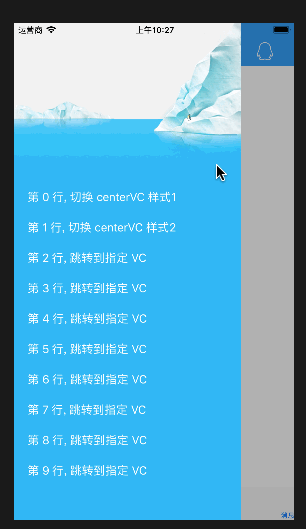 运营商
上午10:27
第 0 行, 切换 centerVC 样式1
第 1 行, 切换 centerVC 样式2
第 2 行, 跳转到指定 VC
第 3 行, 跳转到指定 VC
第 4 行, 跳转到指定 VC
第 5 行, 跳转到指定 VC
第 6 行, 跳转到指定 VC
第 7 行, 跳转到指定 VC
第 8 行, 跳转到指定 VC
第 9 行, 跳转到指定 VC